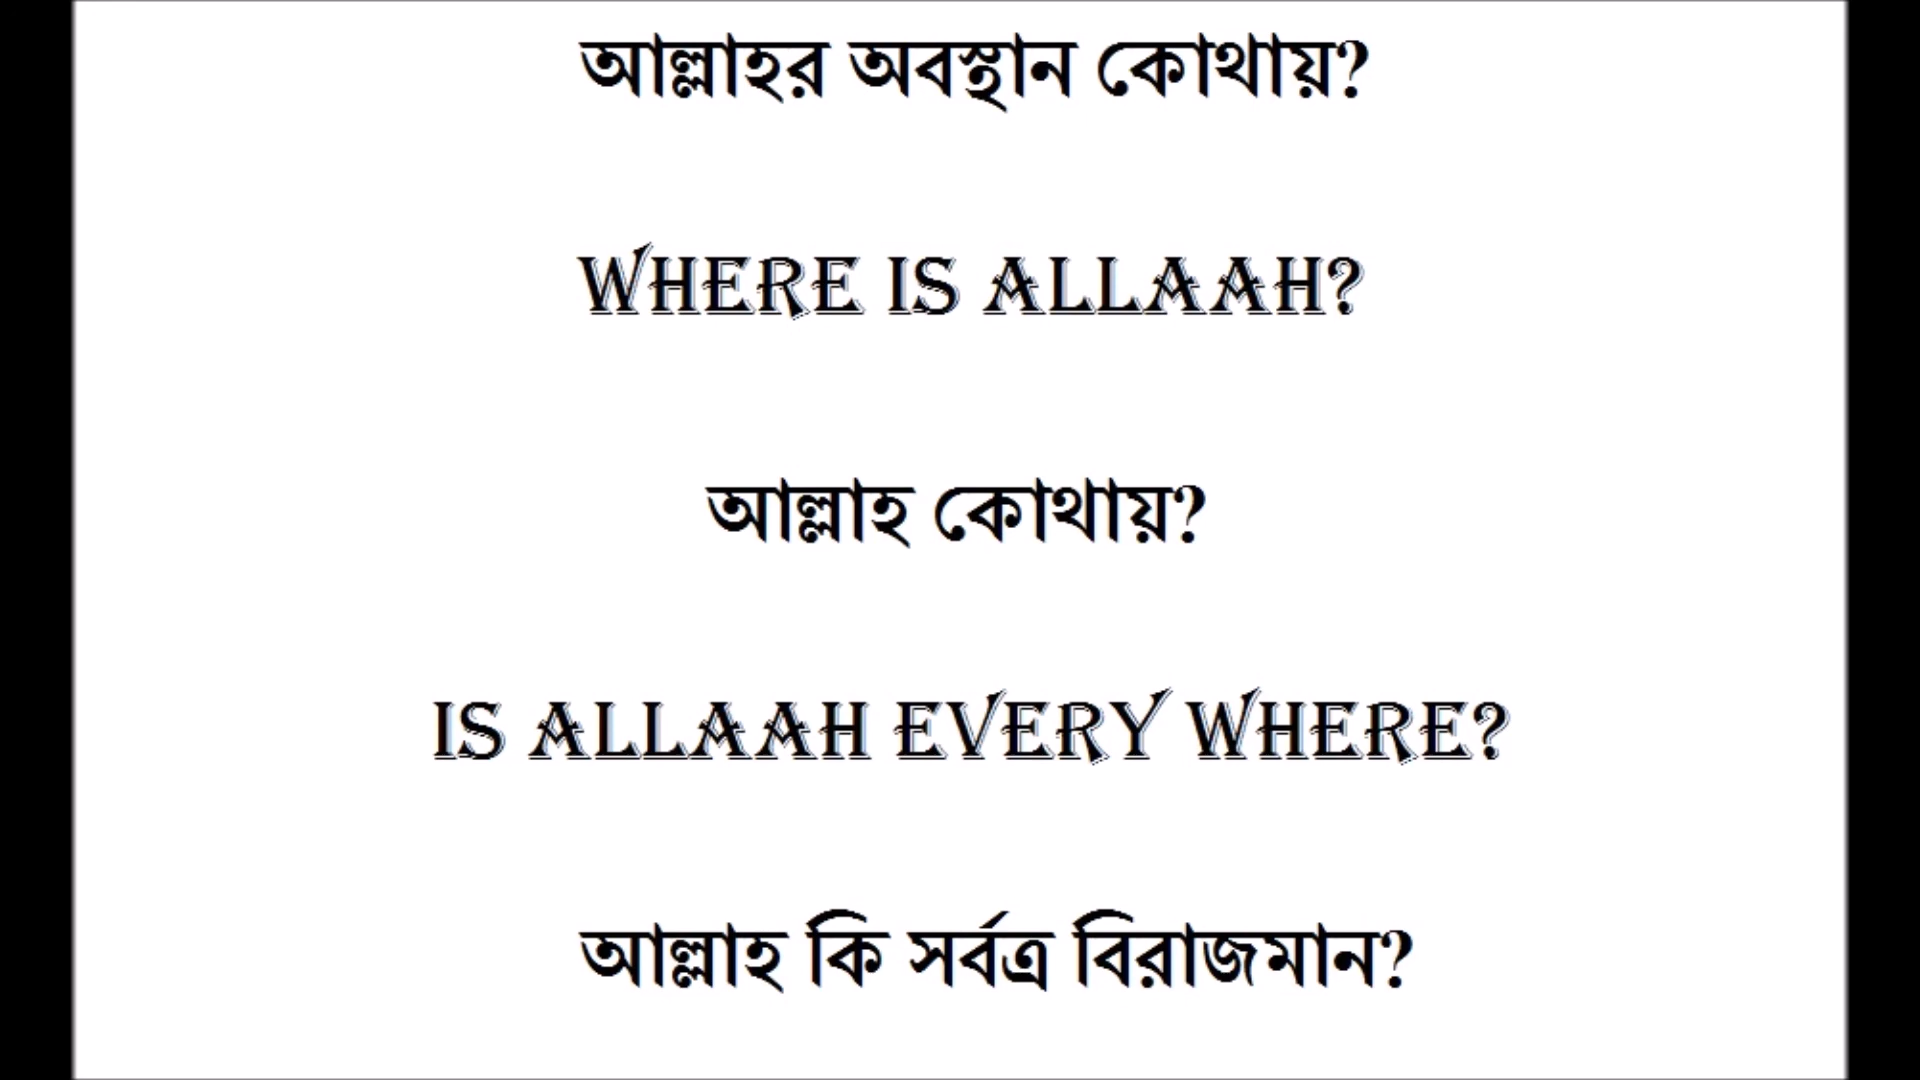 আল্লাহর অবস্থান কোথায়?
WHERE IS ALLAAH?
আল্লাহ কোথায়?
IS ALLAAH EVERY WHERE?
আল্লাহ কি সর্বত্র বিরাজমান?